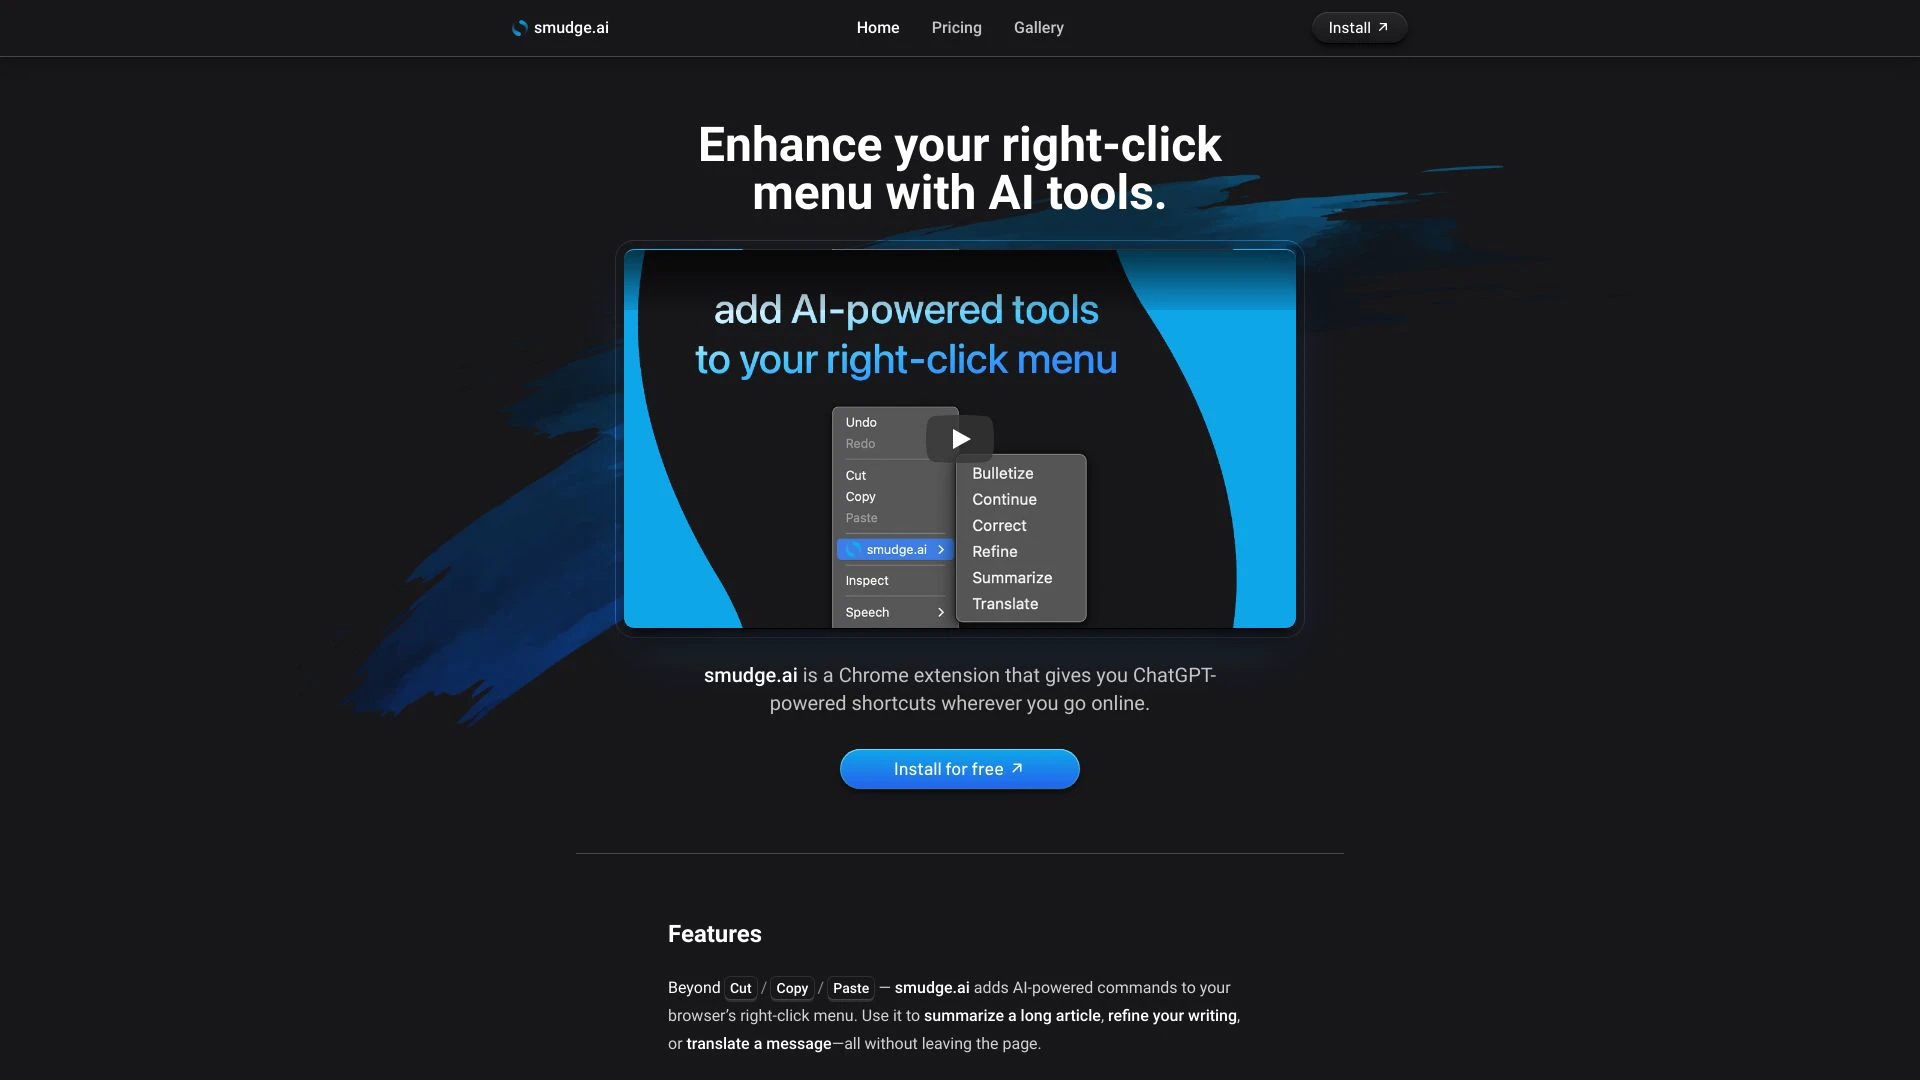 smudge.ai
Home
Pricing
Gallery
Install
Enhance your right-click
menu with AI tools.
add AI-powered tools
to your right-click menu
Undo
Redo
Cut
Copy
Paste
smudge.ai
Inspect
Speech
Bulletize
Continue
Correct
Refine
Summarize
Translate
smudge.ai is a Chrome extension that gives you ChatGPT-
powered shortcuts wherever you go online.
Install for free
Features
Beyond Cut / Copy / Paste — smudge.ai adds AI-powered commands to your
browser’s right-click menu. Use it to summarize a long article, refine your writing,
or translate a message—all without leaving the page.